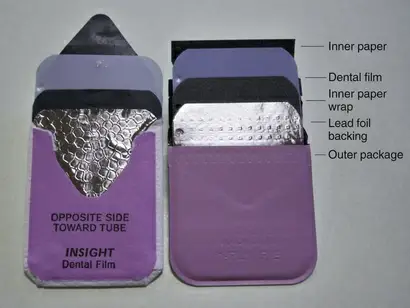 Inner paper
Dental film
Inner paper
wrap
Lead foil
backing
Outer package
OPPOSITE SIDE
TOWARD TUBE
INSIGHT
Dental Film